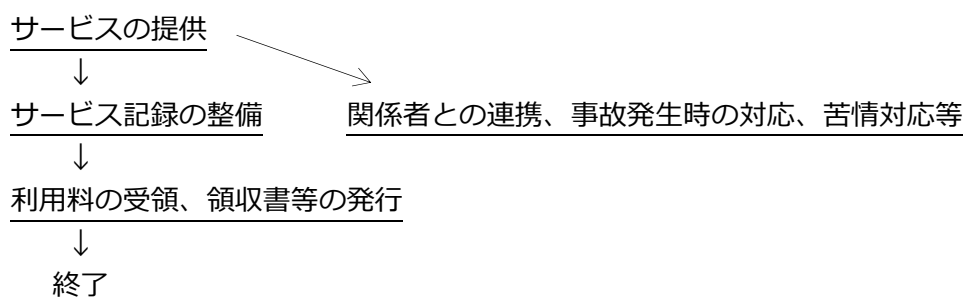 サービスの提供
↓
サービス記録の整備 関係者との連携、事故発生時の対応、苦情対応等
↓
利用料の受領、領収書等の発行
↓
終了